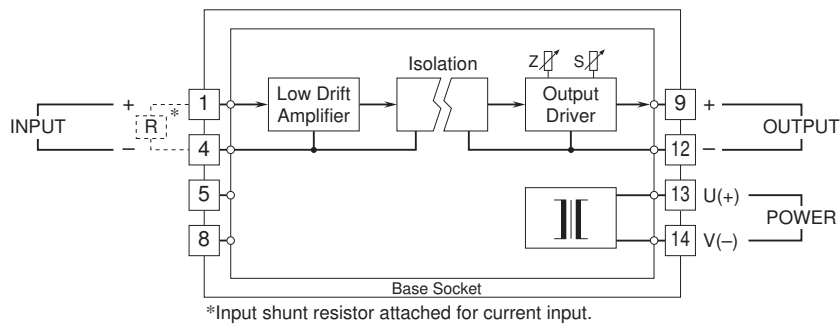 Isolation
Z
S
Low Drift
Amplifier
Output
Driver
INPUT
+
–
R
*
1
4
5
8
9
+
12
–
OUTPUT
13
U(+)
14
V(–)
POWER
Base Socket
*Input shunt resistor attached for current input.